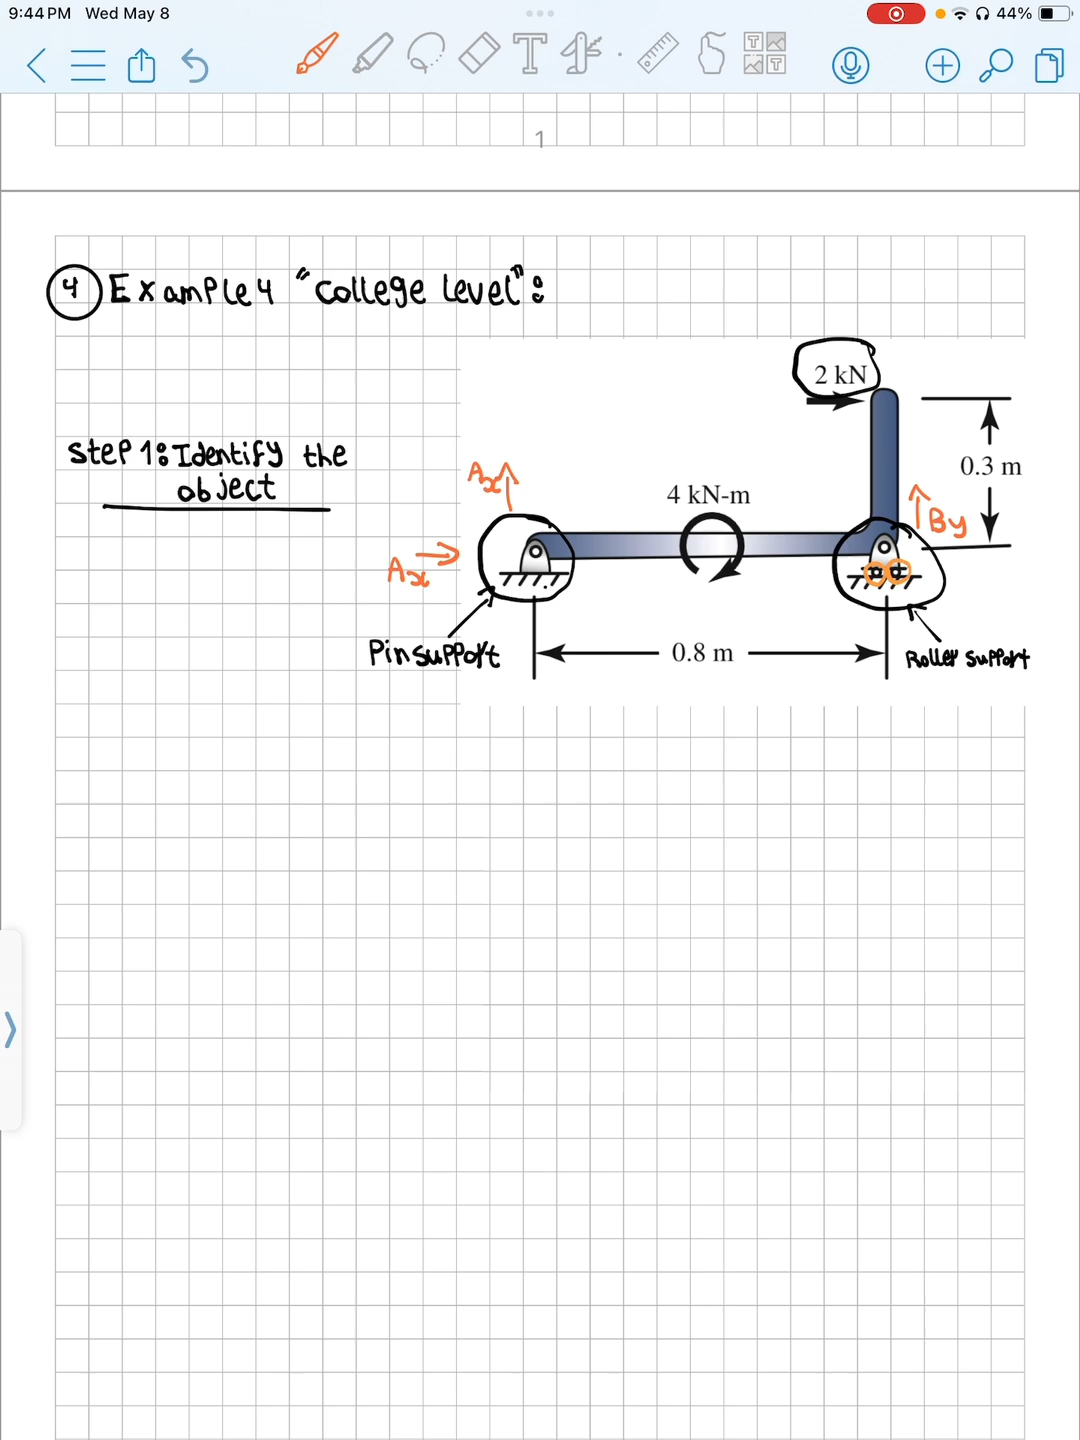 9:44 PM Wed May 8
44%
1
4 Example 4 "college level":
2 kN
step 1: Identify the
object
0.3 m
Ax
4 kN-m
By
Ax
Pin support
0.8 m
Roller support